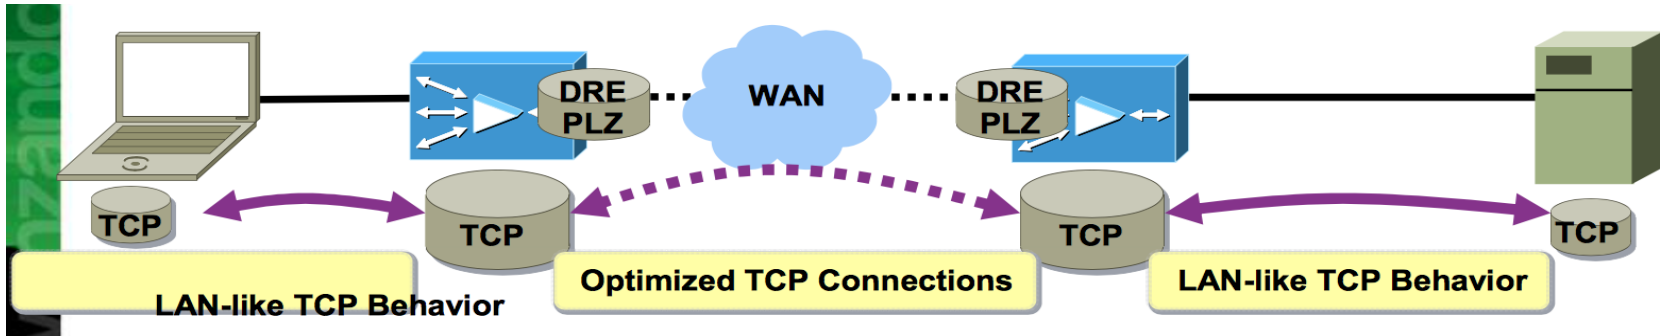 nzando
DRE
PLZ
WAN
DRE
PLZ
TCP
TCP
TCP
TCP
LAN-like TCP Behavior
Optimized TCP Connections
LAN-like TCP Behavior